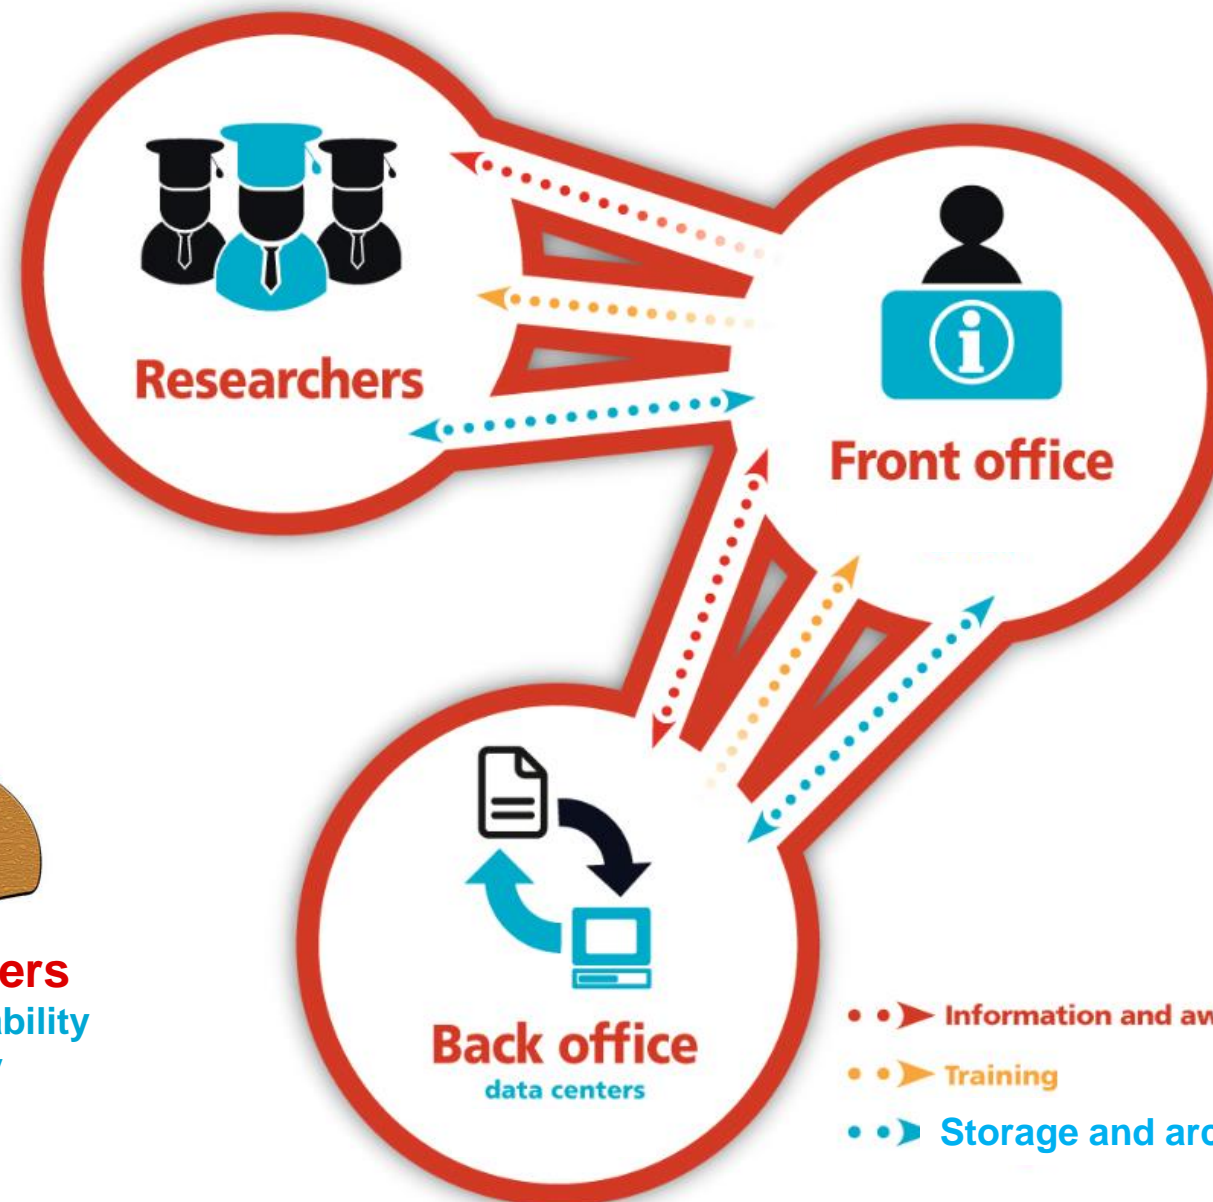 Researchers
Front office
ers
ability
Back office
data centers
Information and aw
Training
Storage and arc